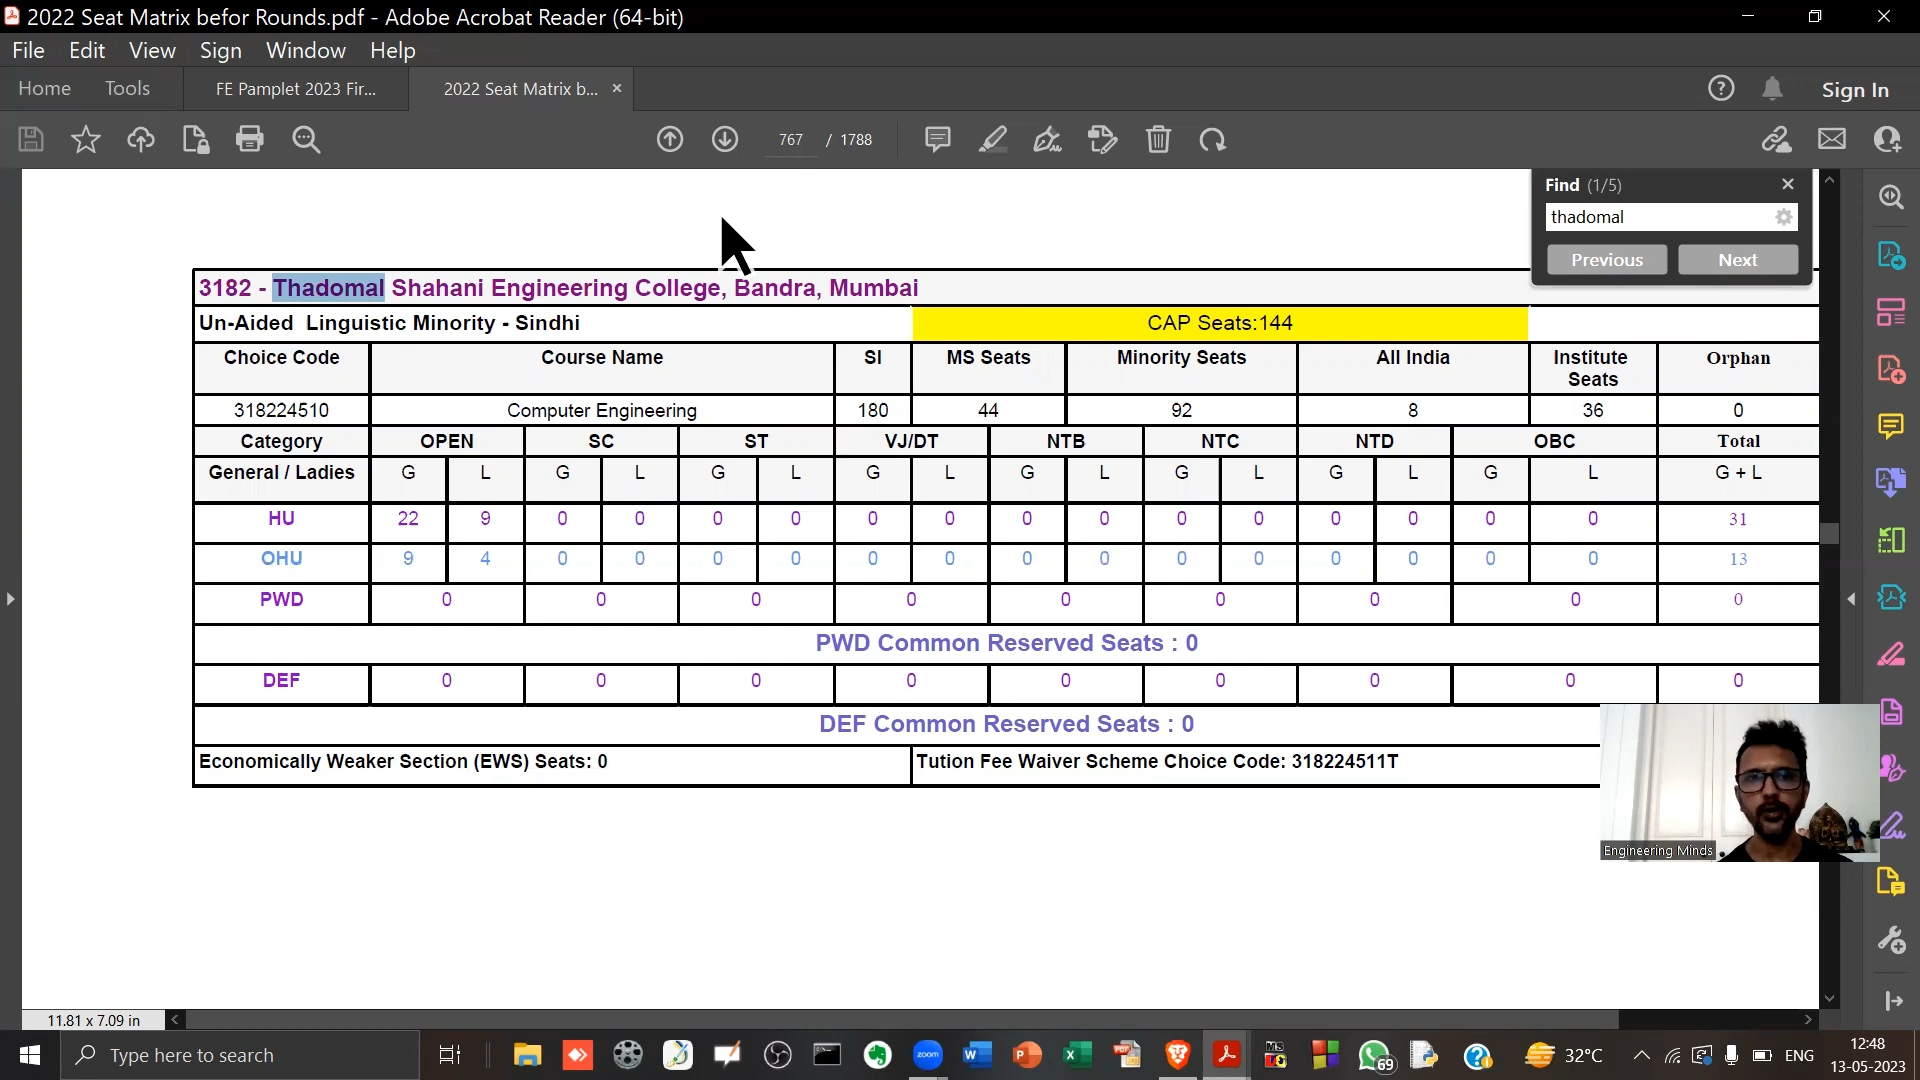 2022 Seat Matrix befor Rounds.pdf - Adobe Acrobat Reader (64-bit)
File Edit View Sign Window Help
Home Tools FE Pamplet 2023 Fir... 2022 Seat Matrix b... × Sign In
767 / 1788
Find (1/5)
thadomal
Previous Next
3182 - Thadomal Shahani Engineering College, Bandra, Mumbai
Un-Aided Linguistic Minority - Sindhi CAP Seats:144
Choice Code Course Name SI MS Seats Minority Seats All India Institute Seats Orphan
318224510 Computer Engineering 180 44 92 8 36 0
Category OPEN SC ST VJ/DT NTB NTC NTD OBC Total
General / Ladies G L G L G L G L G L G L G L G L G + L
HU 22 9 0 0 0 0 0 0 0 0 0 0 0 0 0 0 31
OHU 9 4 0 0 0 0 0 0 0 0 0 0 0 0 0 0 13
PWD 0 0 0 0 0 0 0 0 0
PWD Common Reserved Seats : 0
DEF 0 0 0 0 0 0 0 0 0
DEF Common Reserved Seats : 0
Economically Weaker Section (EWS) Seats: 0 Tution Fee Waiver Scheme Choice Code: 318224511T
Engineering Minds
11.81 x 7.09 in
Type here to search zoom 69 32°C ENG 12:48
13-05-2023